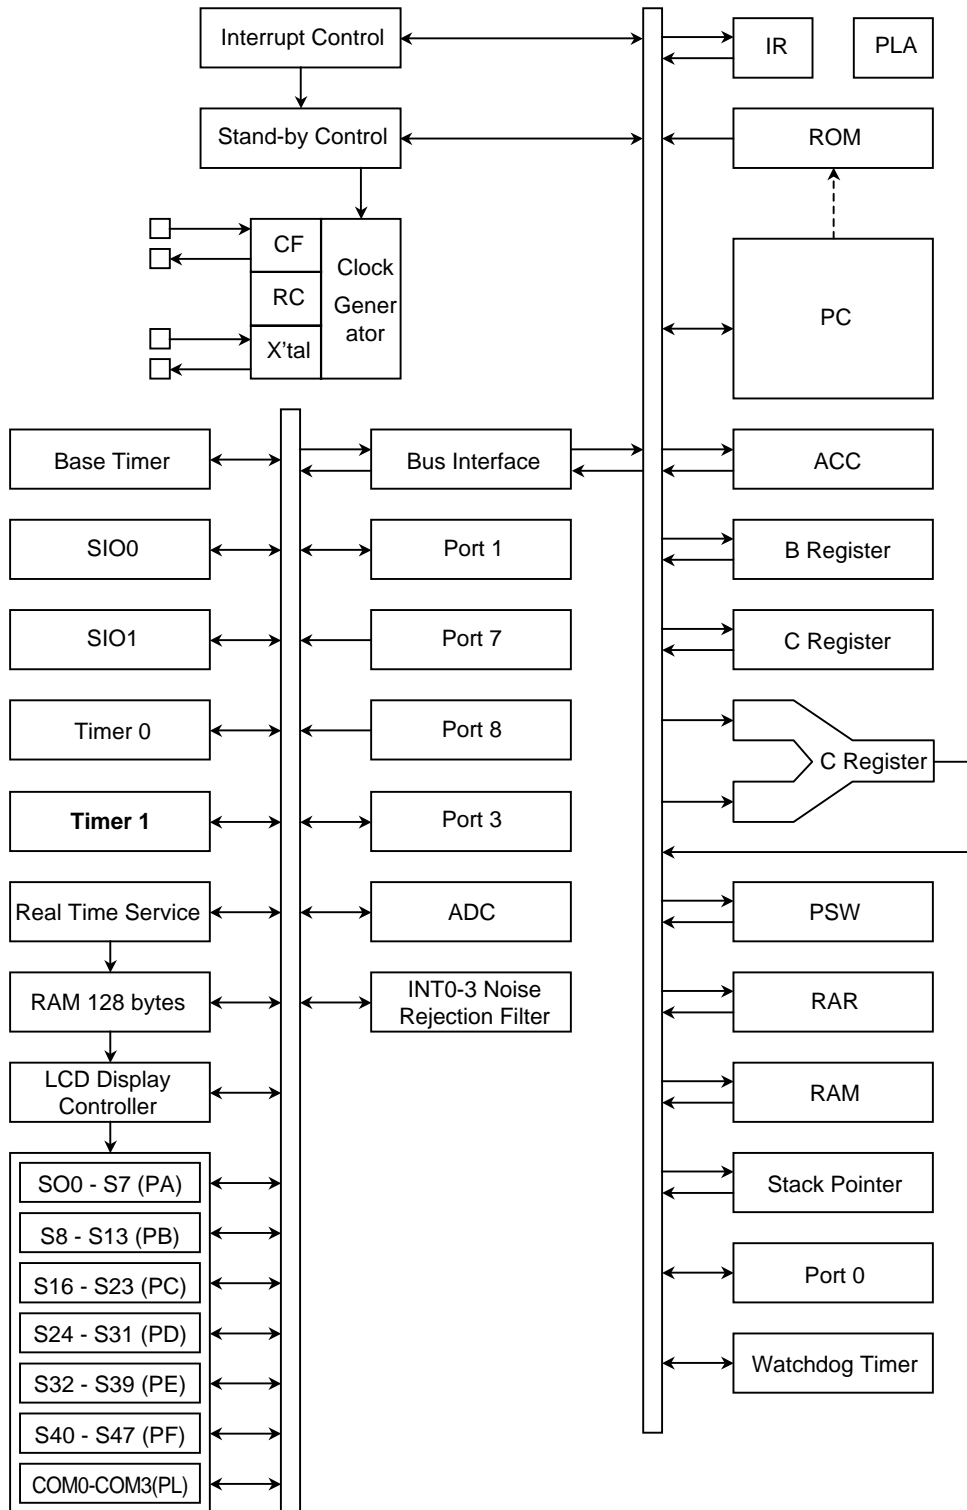 Interrupt Control
IR
PLA
Stand-by Control
ROM
CF
RC
X'tal
Clock
Gener
ator
PC
Base Timer
Bus Interface
ACC
SIO0
Port 1
B Register
SIO1
Port 7
C Register
Timer 0
Port 8
C Register
Timer 1
Port 3
Real Time Service
ADC
PSW
RAM 128 bytes
INT0-3 Noise
Rejection Filter
RAR
LCD Display
Controller
RAM
SO0 - S7 (PA)
Stack Pointer
S8 - S13 (PB)
S16 - S23 (PC)
Port 0
S24 - S31 (PD)
S32 - S39 (PE)
Watchdog Timer
S40 - S47 (PF)
COM0-COM3(PL)